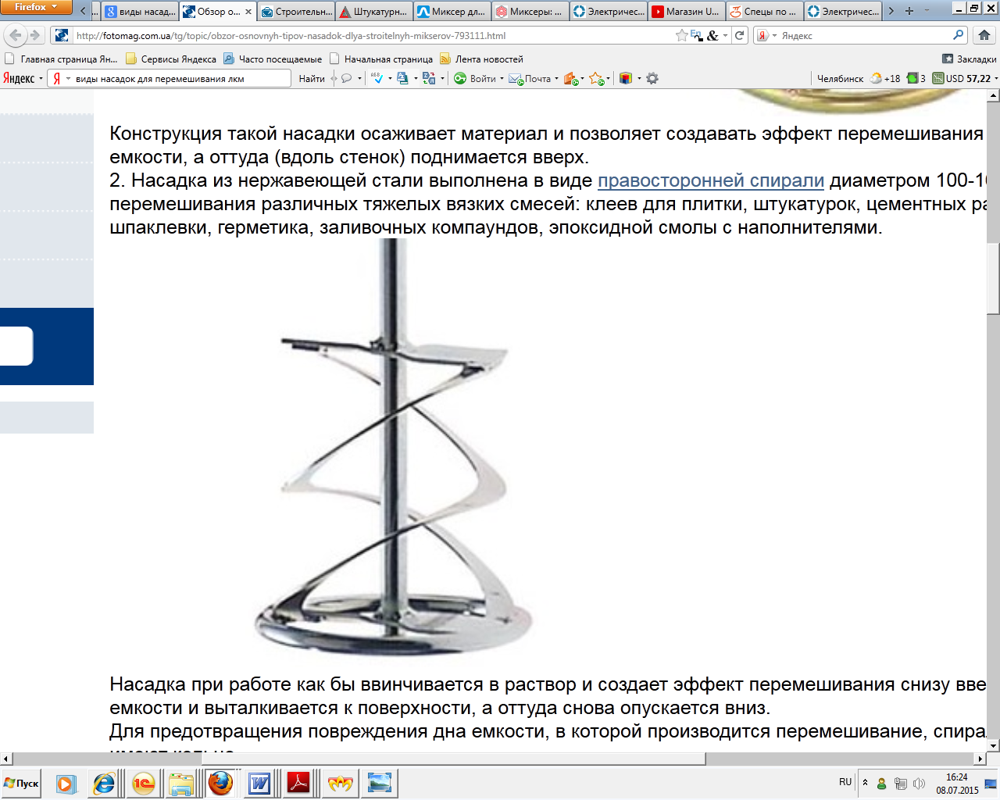 Firefox
виды насад...
Обзор о...
Строительн...
Штукатурн...
Миксер дл...
Миксеры: ...
Электричес...
Магазин U...
Спецы по ...
Электричес...
http://fotomag.com.ua/tg/topic/obzor-osnovnyh-tipov-nasadok-dlya-stroitelnyh-mikserov-793111.html
Яндекс
Главная страница Ян...
Сервисы Яндекса
Часто посещаемые
Начальная страница
Лента новостей
Закладки
Яндекс
виды насадок для перемешивания лкм
Найти
Войти
Почта
Челябинск
+18
3
USD 57,22
Конструкция такой насадки осаживает материал и позволяет создавать эффект перемешивания
емкости, а оттуда (вдоль стенок) поднимается вверх.
2. Насадка из нержавеющей стали выполнена в виде правосторонней спирали диаметром 100-1
перемешивания различных тяжелых вязких смесей: клеев для плитки, штукатурок, цементных ра
шпаклевки, герметика, заливочных компаундов, эпоксидной смолы с наполнителями.
Насадка при работе как бы ввинчивается в раствор и создает эффект перемешивания снизу вве
емкости и выталкивается к поверхности, а оттуда снова опускается вниз.
Для предотвращения повреждения дна емкости, в которой производится перемешивание, спира
имеют кольцо
Пуск
RU
16:24
08.07.2015